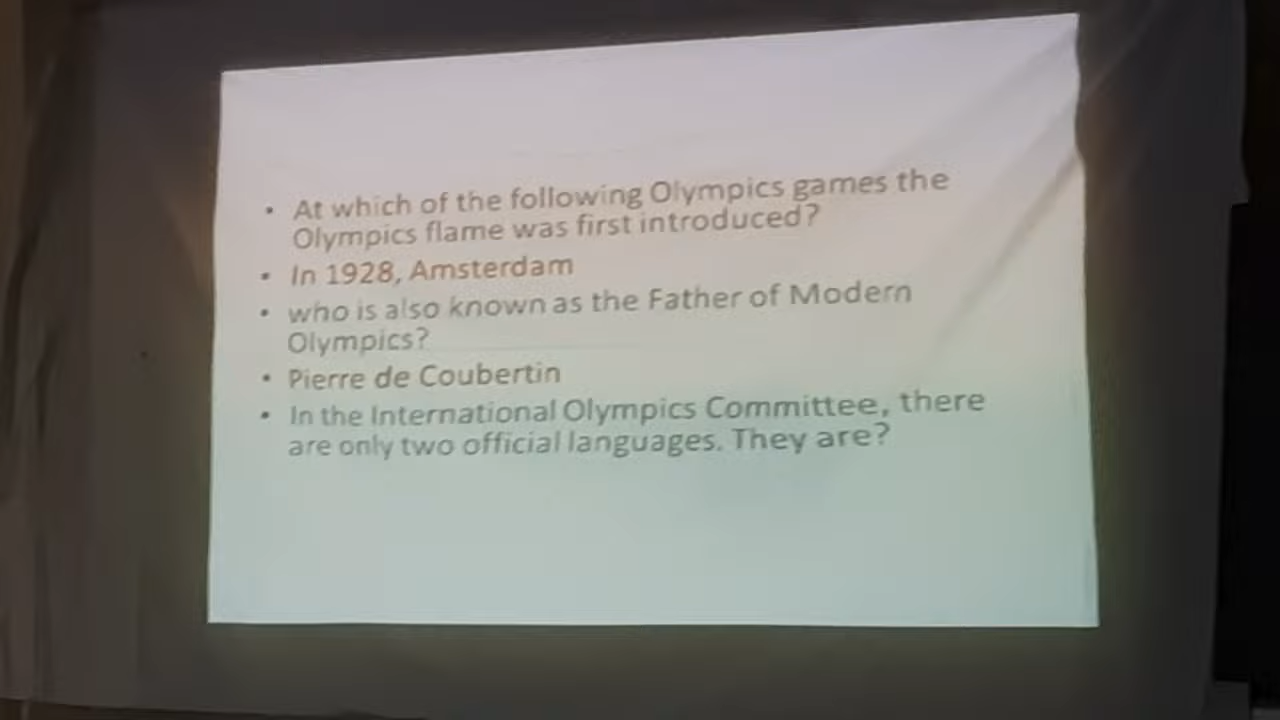 • At which of the following Olympics games the
Olympics flame was first introduced?
• In 1928, Amsterdam
• who is also known as the Father of Modern
Olympics?
• Pierre de Coubertin
• In the International Olympics Committee, there
are only two official languages. They are?